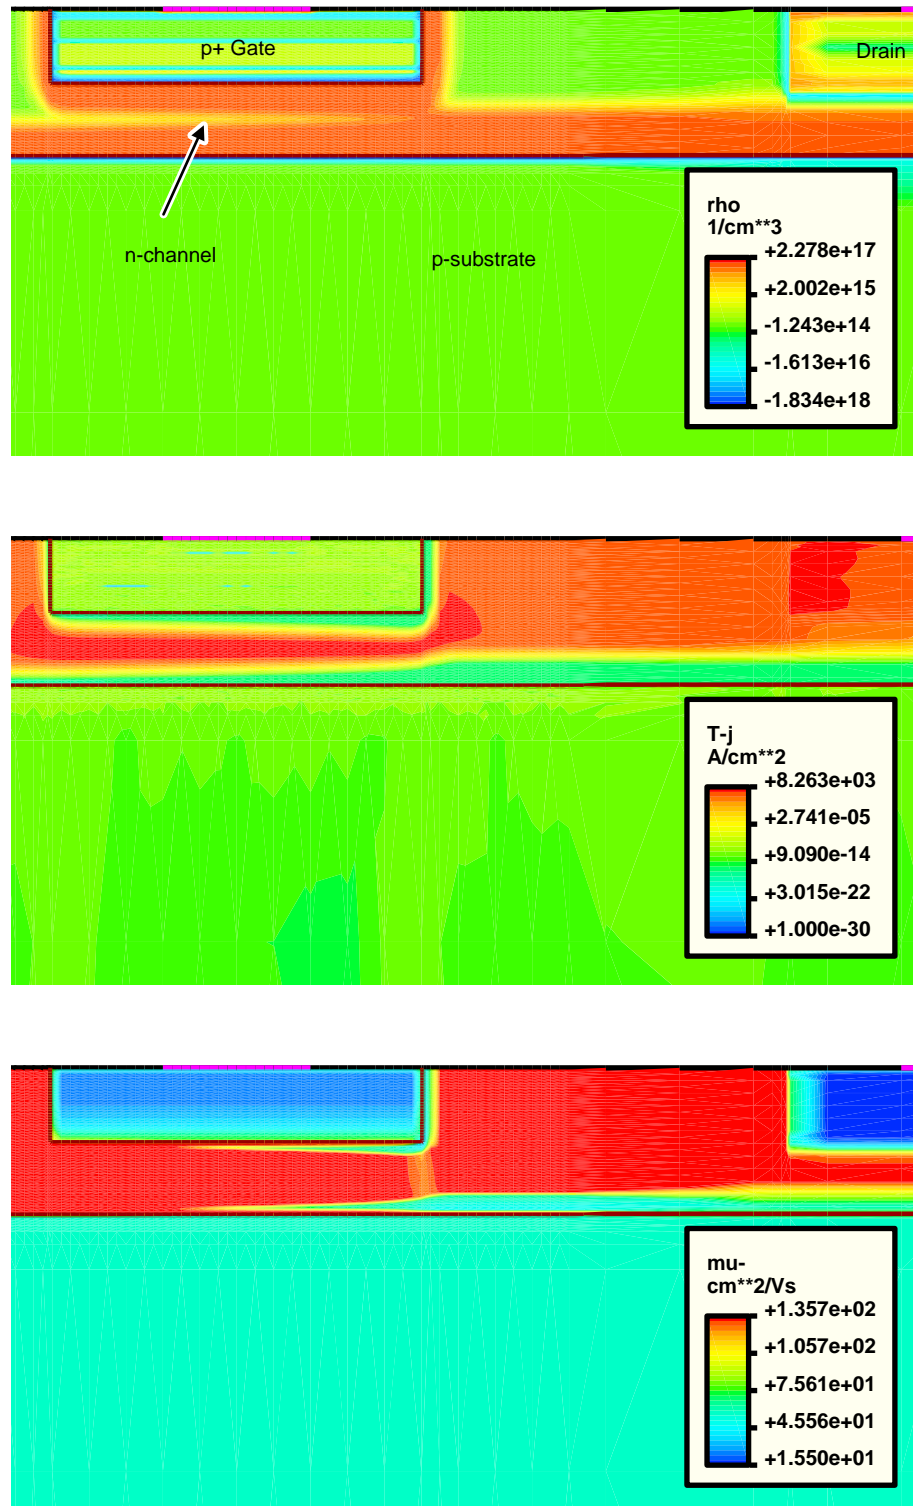 p+ Gate
Drain
n-channel
p-substrate
rho
1/cm**3
+2.278e+17
+2.002e+15
-1.243e+14
-1.613e+16
-1.834e+18
T-j
A/cm**2
+8.263e+03
+2.741e-05
+9.090e-14
+3.015e-22
+1.000e-30
mu-
cm**2/Vs
+1.357e+02
+1.057e+02
+7.561e+01
+4.556e+01
+1.550e+01